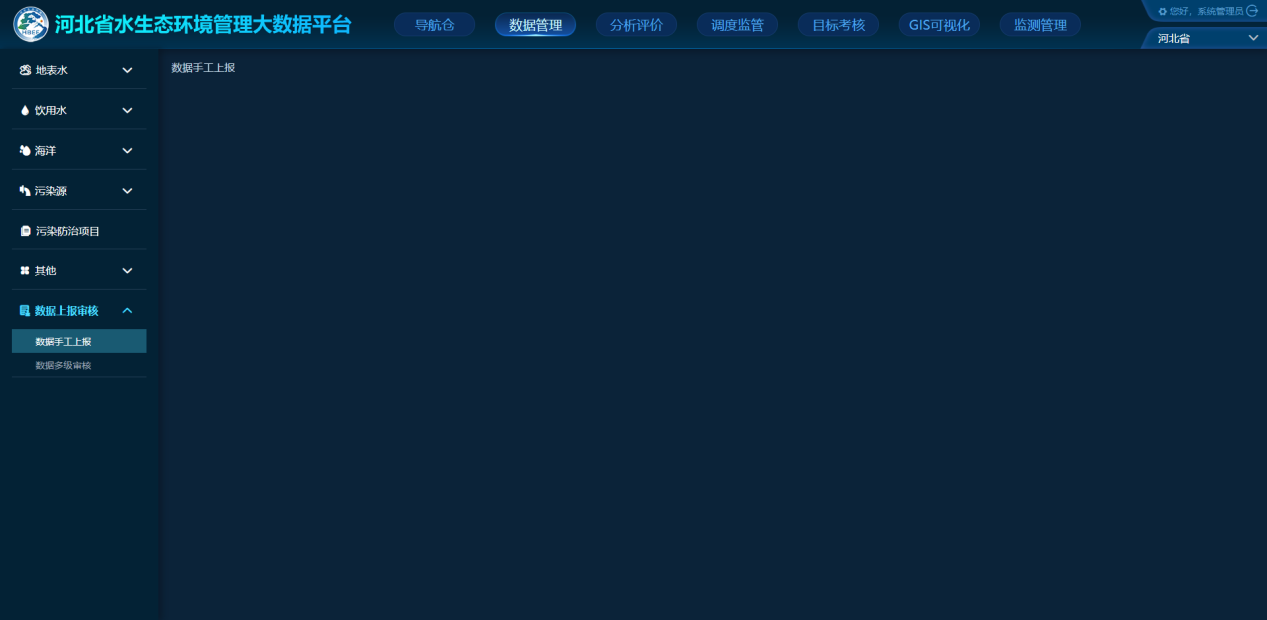 河北省水生态环境管理大数据平台
导航仓
数据管理
分析评价
调度监管
目标考核
GIS可视化
监测管理
您好，系统管理员
河北省
地表水
饮用水
海洋
污染源
污染防治项目
其他
数据上报审核
数据手工上报
数据多级审核
数据手工上报